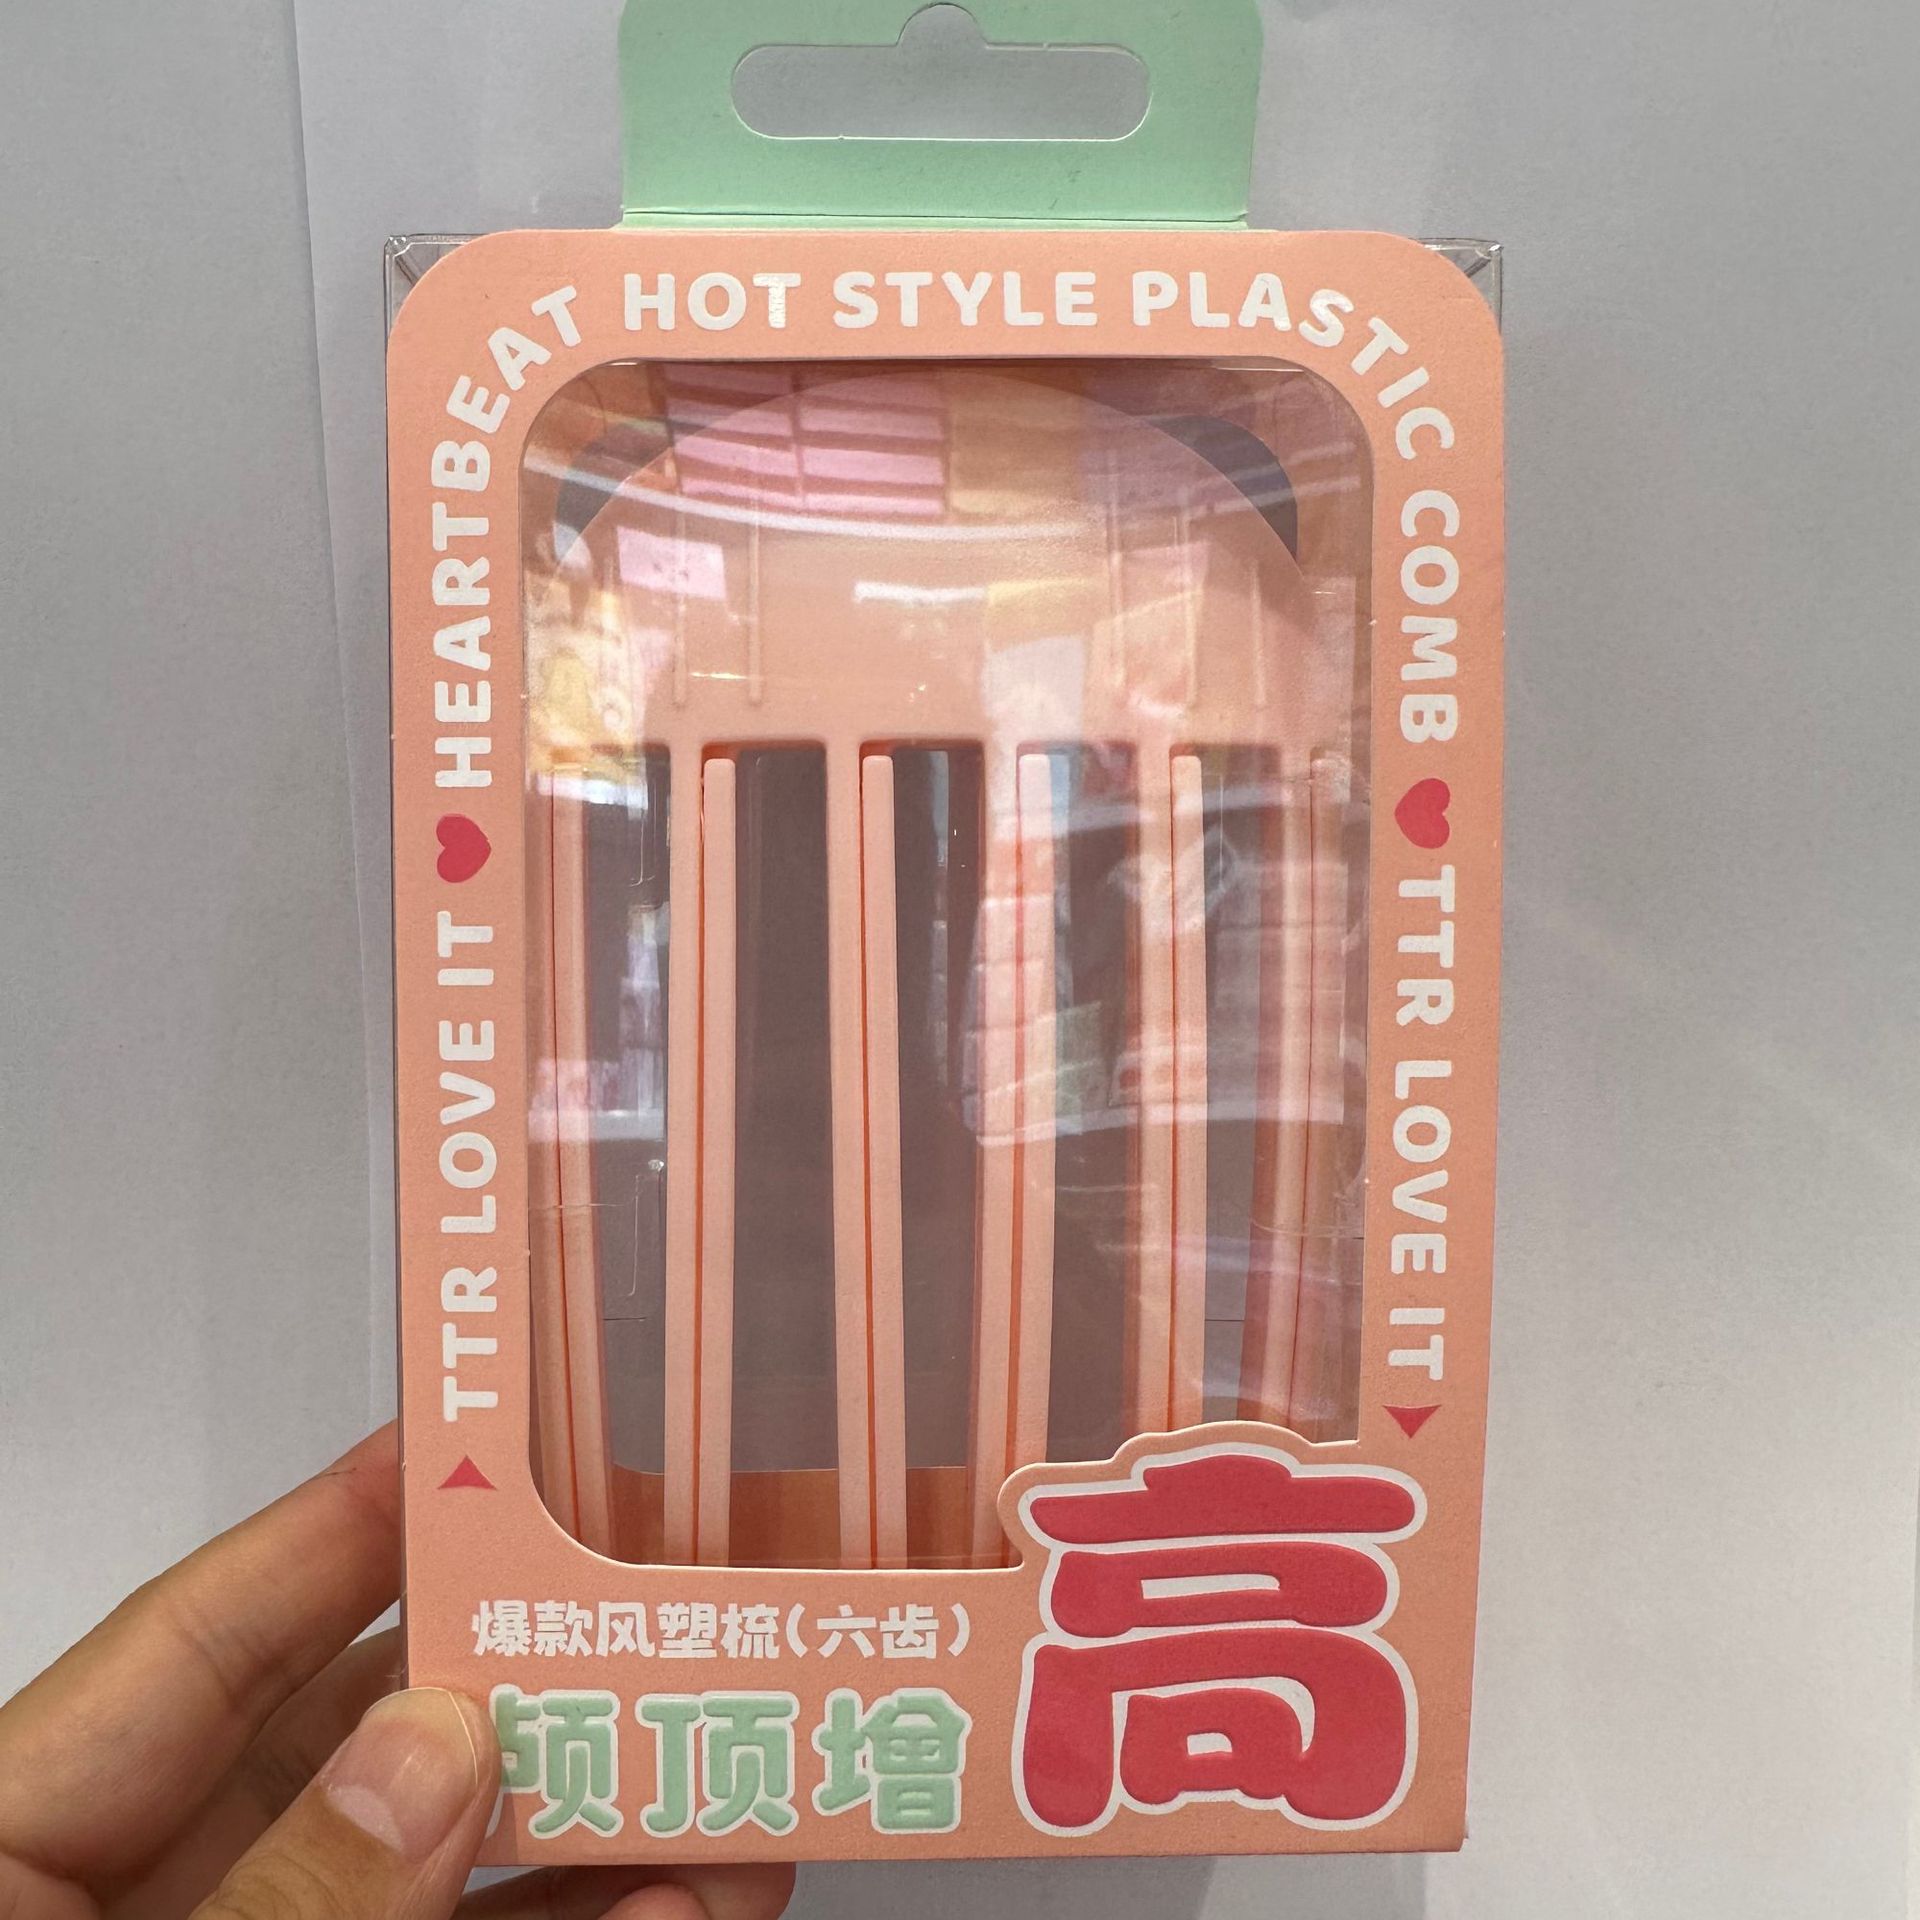 TTR LOVE IT ♥ HEARTBEAT HOT STYLE PLASTIC COMB ♥ TTR LOVE IT
爆款风塑梳(六齿)
颅顶增高